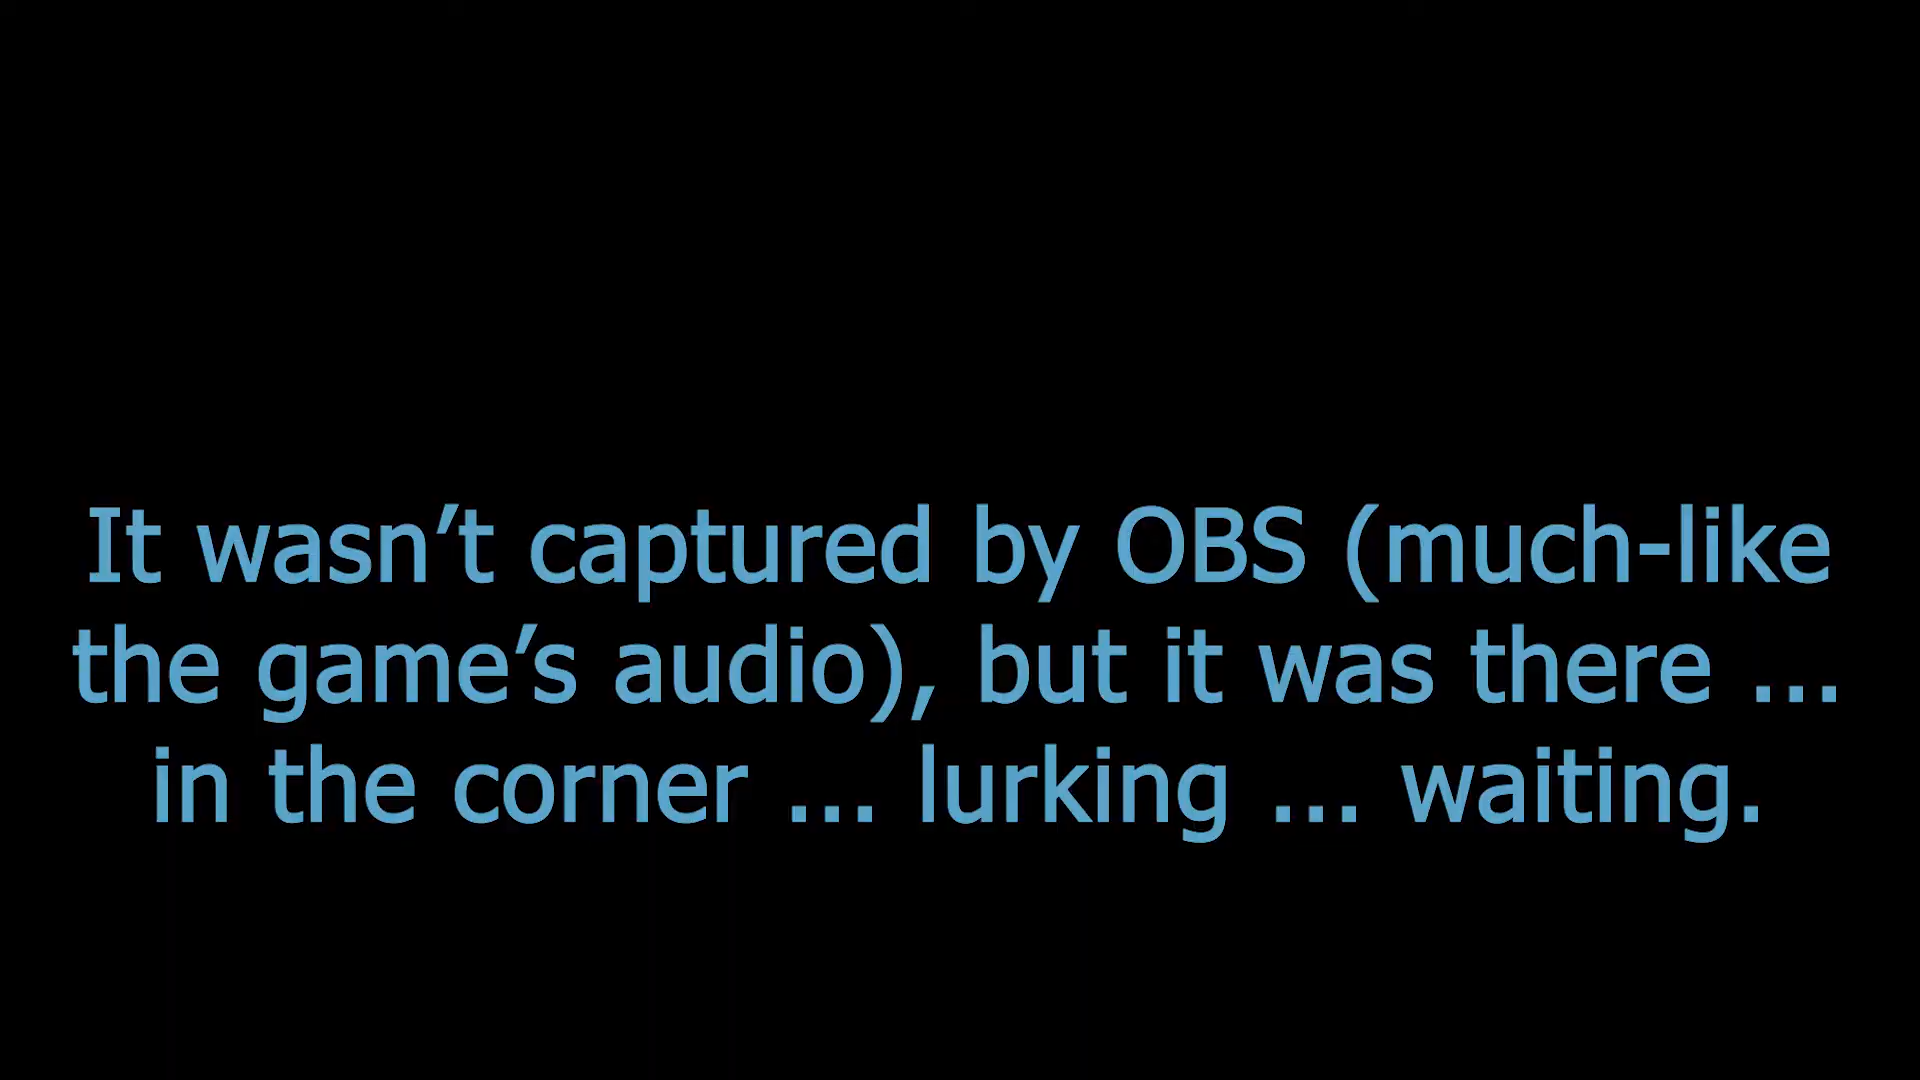 It wasn’t captured by OBS (much-like
the game’s audio), but it was there ...
in the corner ... lurking ... waiting.